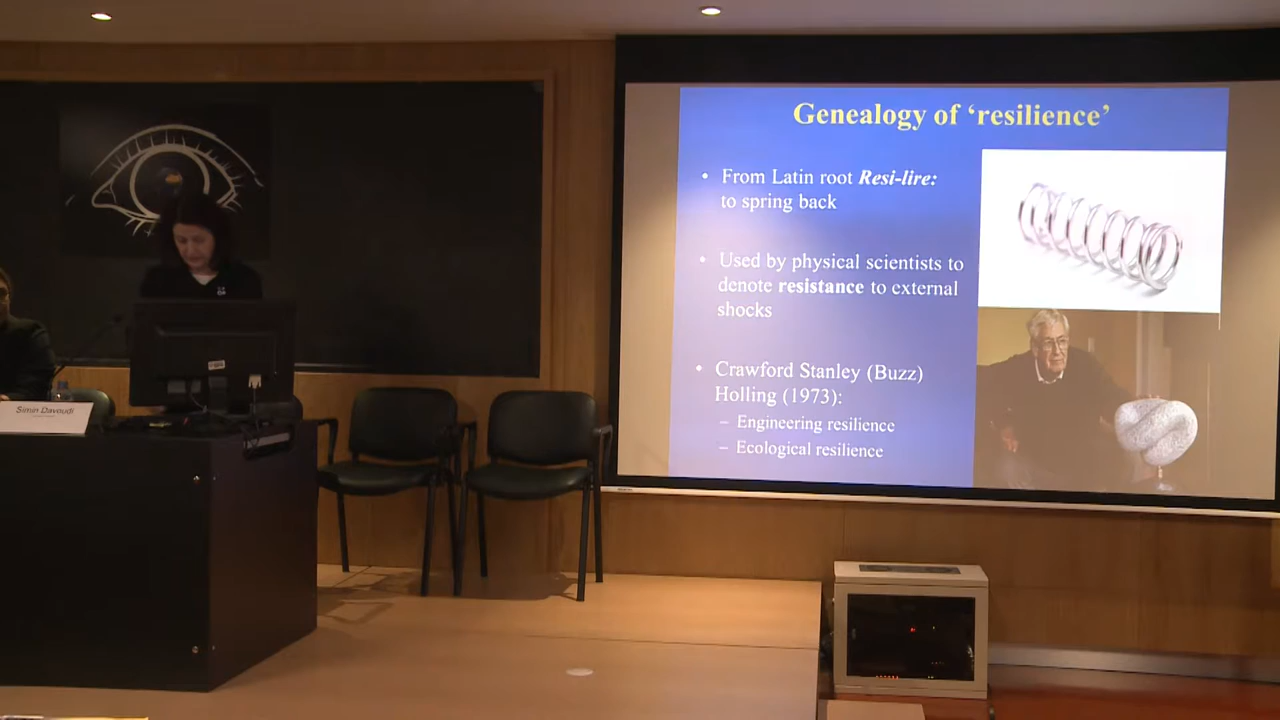 Genealogy of ‘resilience’
• From Latin root Resi-lire:
to spring back
• Used by physical scientists to
denote resistance to external
shocks
• Crawford Stanley (Buzz)
Holling (1973):
– Engineering resilience
– Ecological resilience
Simin Davoudi